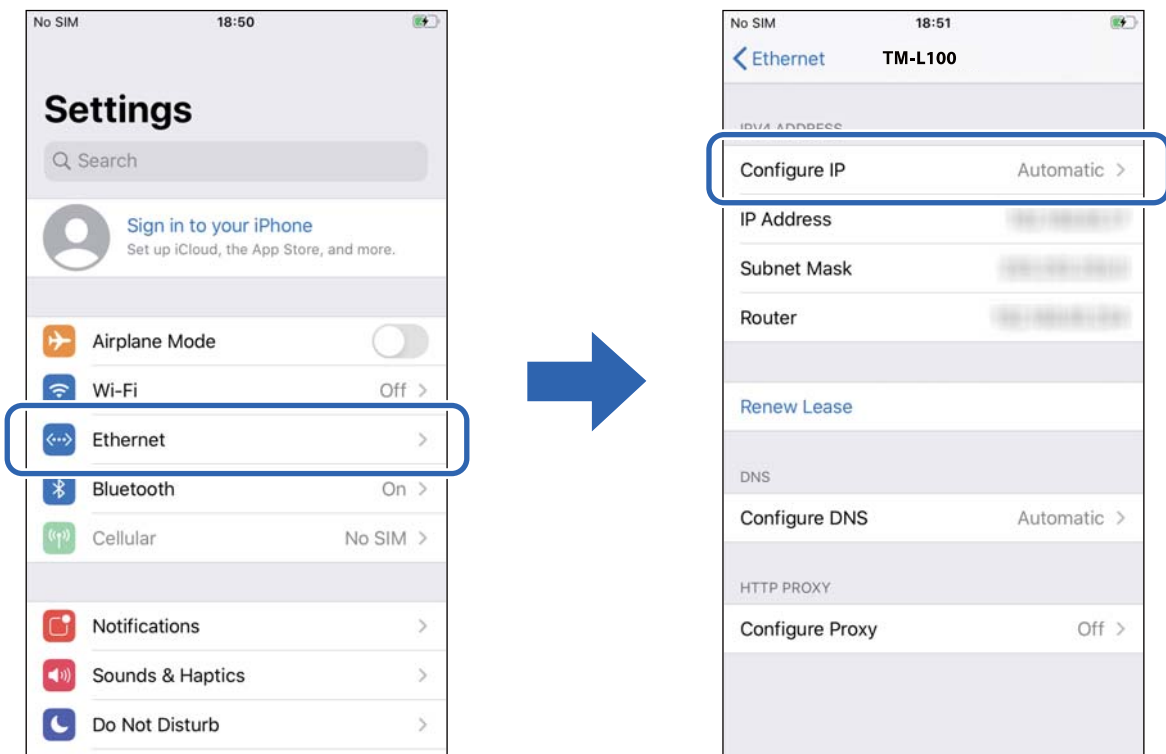 No SIM 18:50
Settings
Search
Sign in to your iPhone
Set up iCloud, the App Store, and more.
Airplane Mode
Wi-Fi Off
Ethernet
Bluetooth On
Cellular No SIM
Notifications
Sounds & Haptics
Do Not Disturb
No SIM 18:51
Ethernet TM-L100
IPV4 ADDRESS
Configure IP Automatic
IP Address
Subnet Mask
Router
Renew Lease
DNS
Configure DNS Automatic
HTTP PROXY
Configure Proxy Off